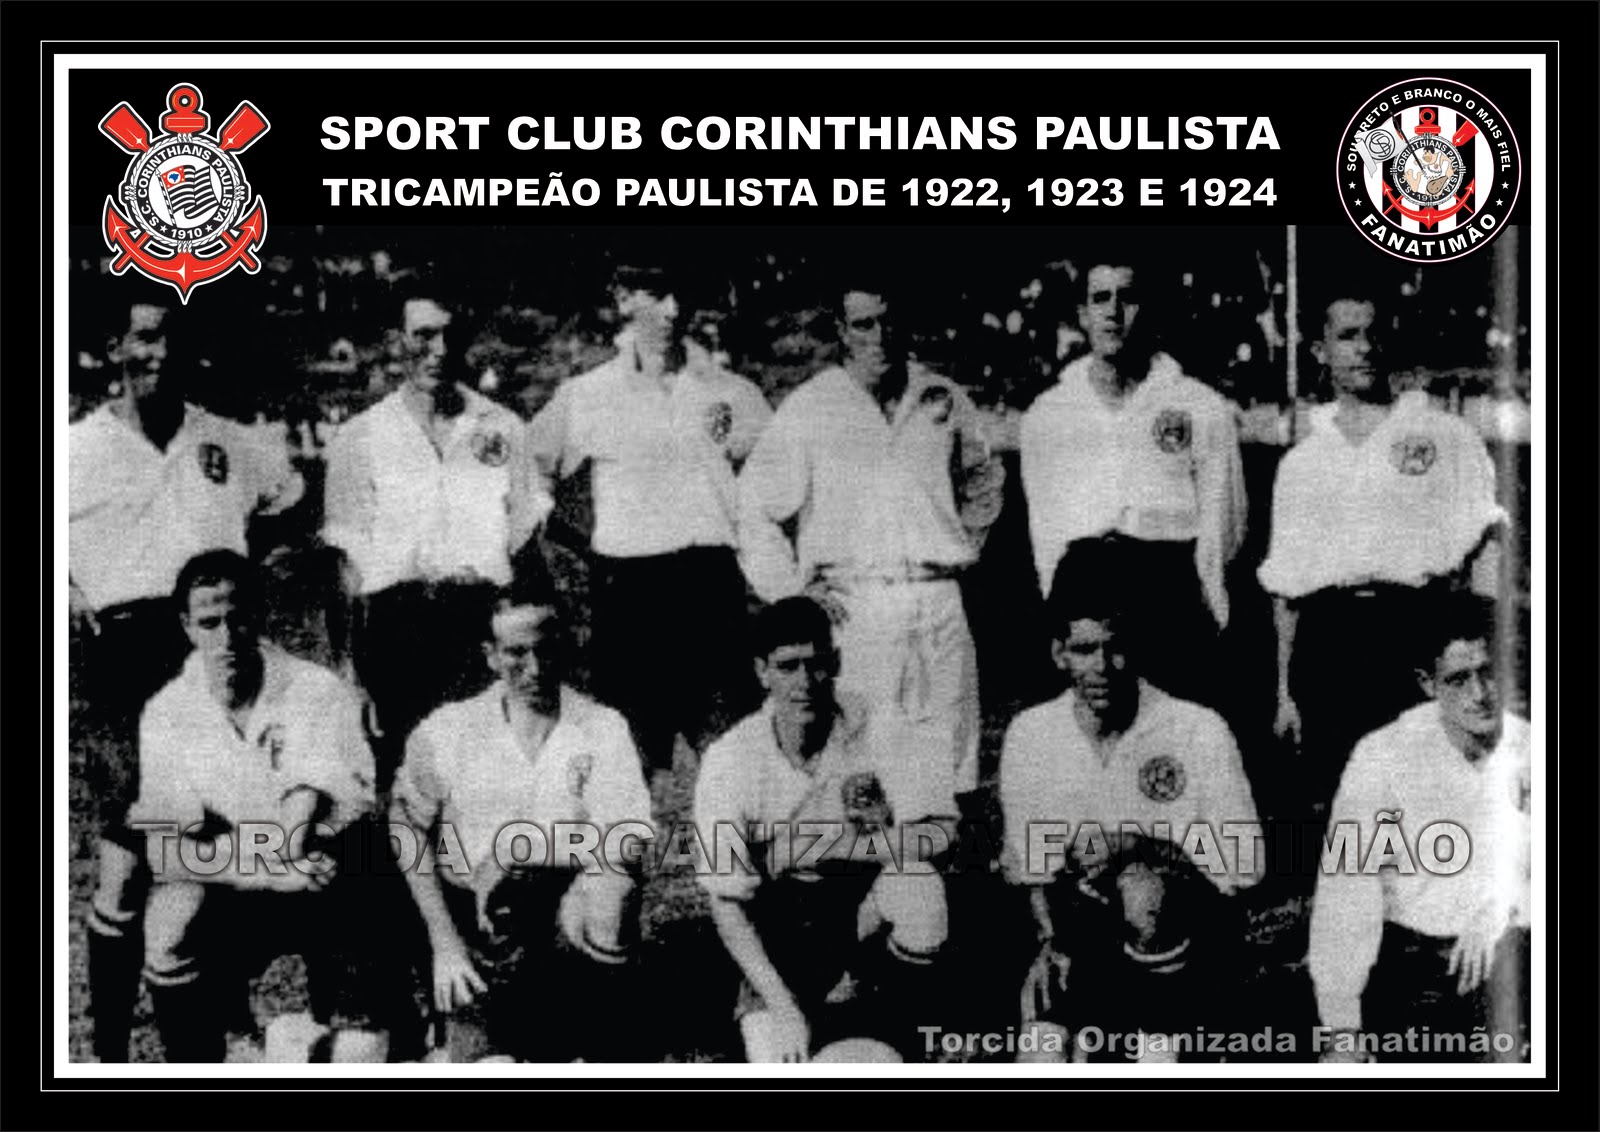 SPORT CLUB CORINTHIANS PAULISTA
TRICAMPEÃO PAULISTA DE 1922, 1923 E 1924
S.C. CORINTHIANS PAULISTA
1910
SOU PRETO E BRANCO O MAIS FIEL
FANATIMÃO
TORCIDA ORGANIZADA FANATIMÃO
Torcida Organizada Fanatimão